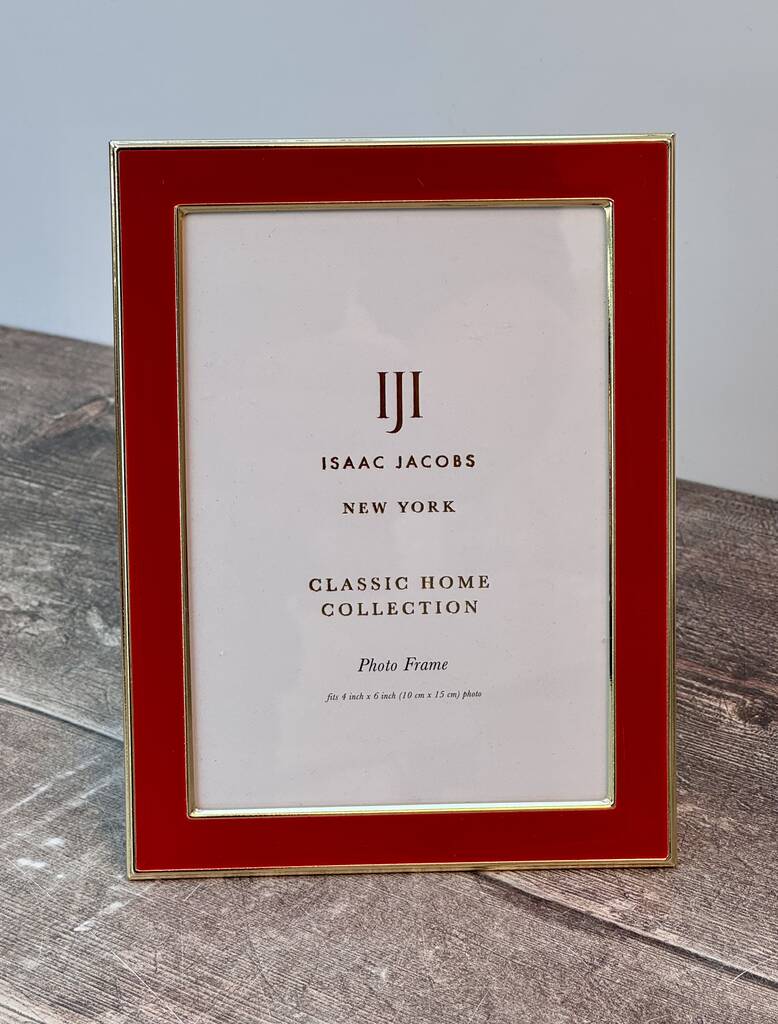 IJI
ISAAC JACOBS
NEW YORK
CLASSIC HOME
COLLECTION
Photo Frame
fits 4 inch x 6 inch (10 cm x 15 cm) photo